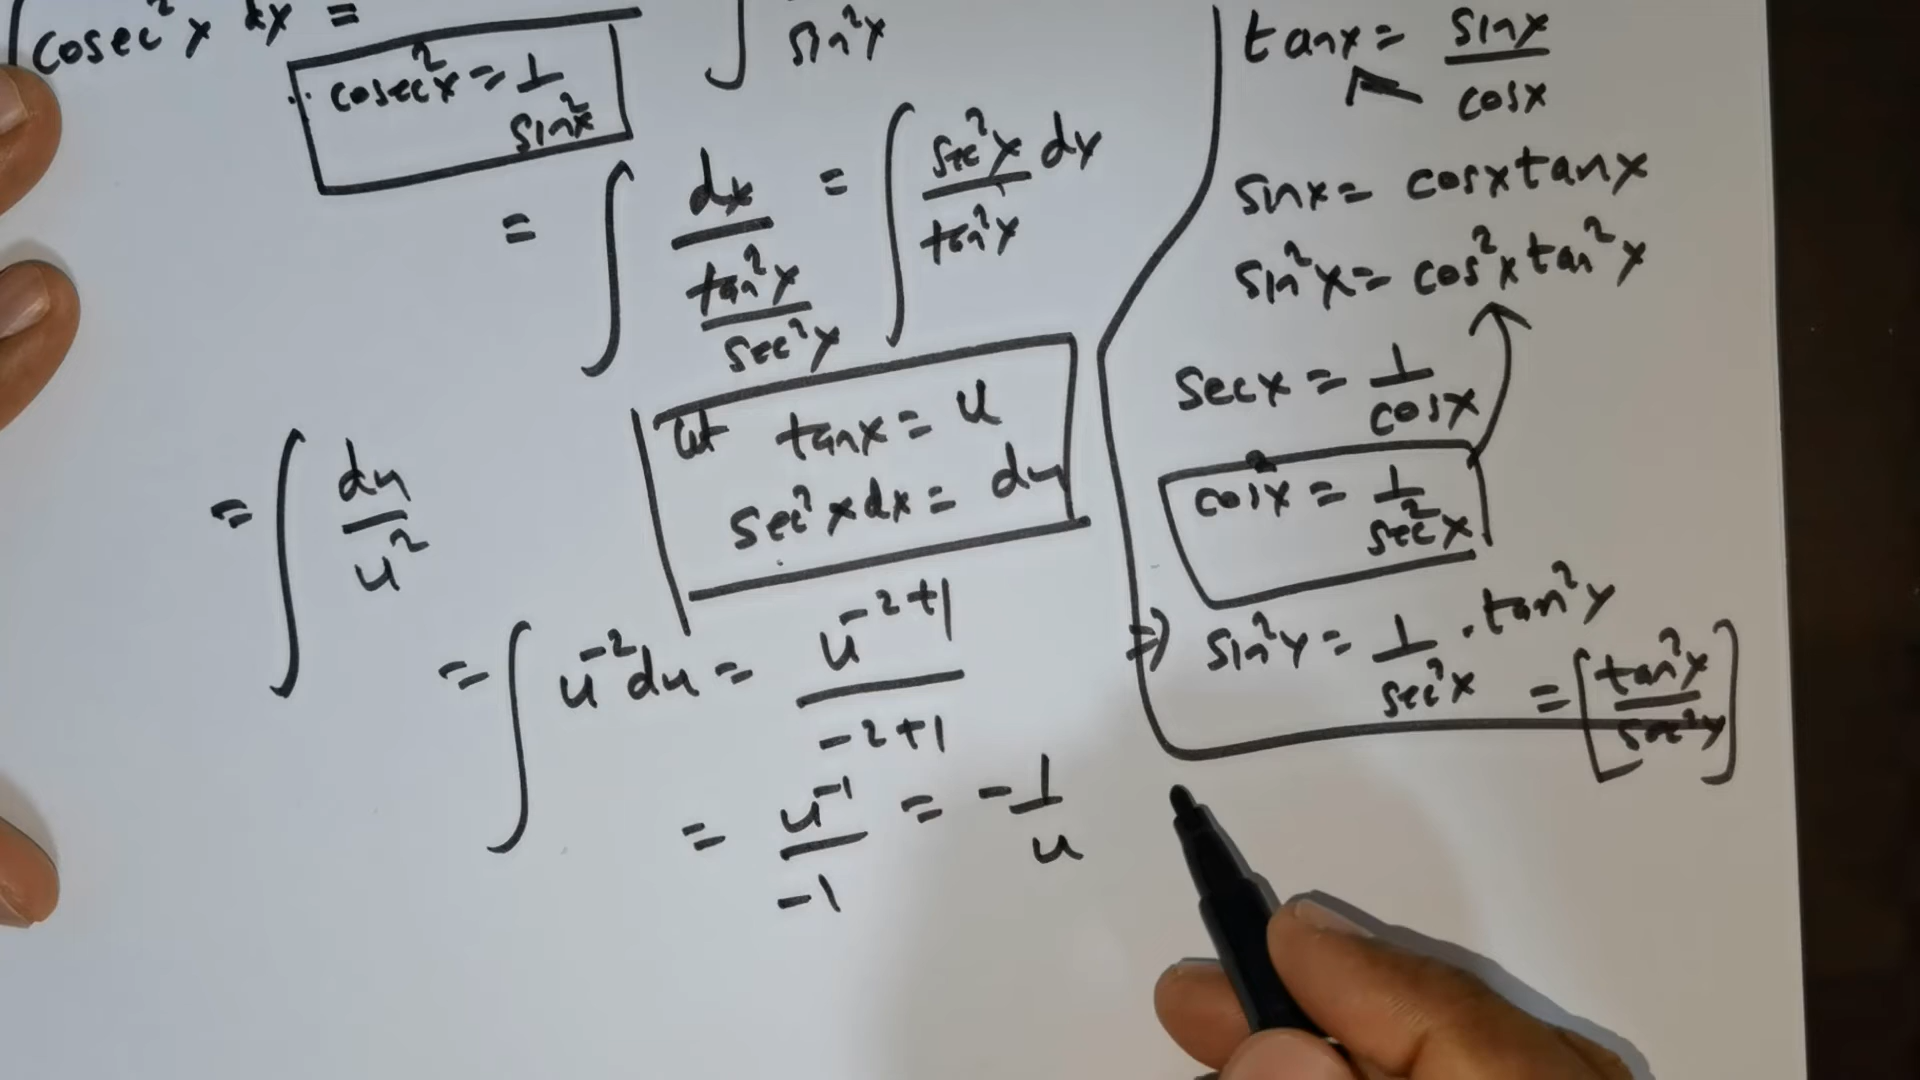 ∫ cosec²x dx = ∫ / sin²x
∴ cosec²x = 1/sin²x
= ∫ dx/(tan²x/sec²x) = ∫ sec²x/tan²x dx
let tanx = u
sec²x dx = du
= ∫ du/u²
= ∫ u⁻² du = u⁻²⁺¹/-2+1
= u⁻¹/-1 = -1/u
tanx = sinx/cosx
sinx = cosx tanx
sin²x = cos²x tan²x
secx = 1/cosx
cos²x = 1/sec²x
⇒ sin²x = 1/sec²x . tan²x = [tan²x/sec²x]